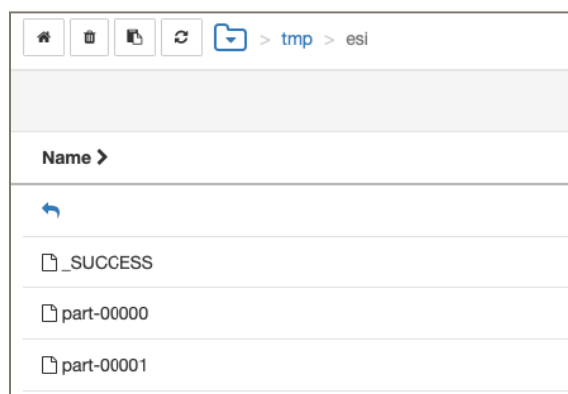 > tmp > esi
Name >
_SUCCESS
part-00000
part-00001